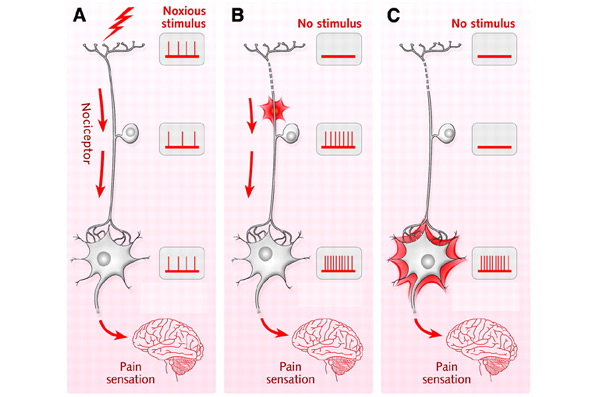 A
Noxious
stimulus
Nociceptor
Pain
sensation
B
No stimulus
Pain
sensation
C
No stimulus
Pain
sensation